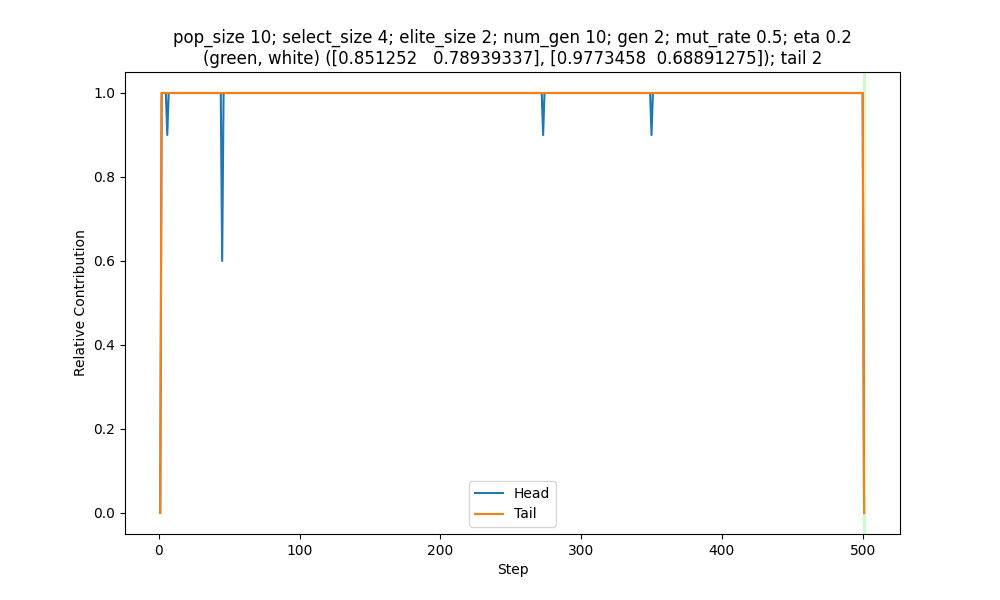 pop_size 10; select_size 4; elite_size 2; num_gen 10; gen 2; mut_rate 0.5; eta 0.2
(green, white) ([0.851252   0.78939337], [0.9773458  0.68891275]); tail 2
1.0
0.8
0.6
0.4
0.2
0.0
Relative Contribution
Head
Tail
0
100
200
300
400
500
Step